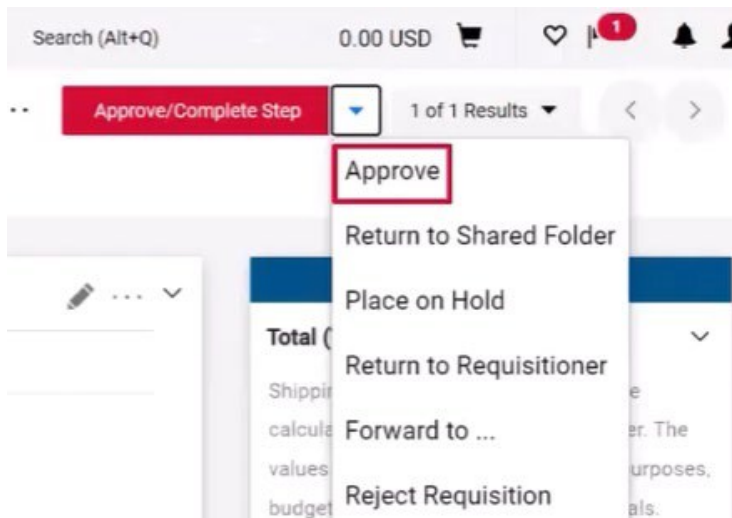 Search (Alt+Q) 0.00 USD 1
Approve/Complete Step 1 of 1 Results
Approve
Return to Shared Folder
Place on Hold
Total (
Return to Requisitioner
Shippin e
calcula Forward to ... er. The
values urposes,
budget Reject Requisition als.